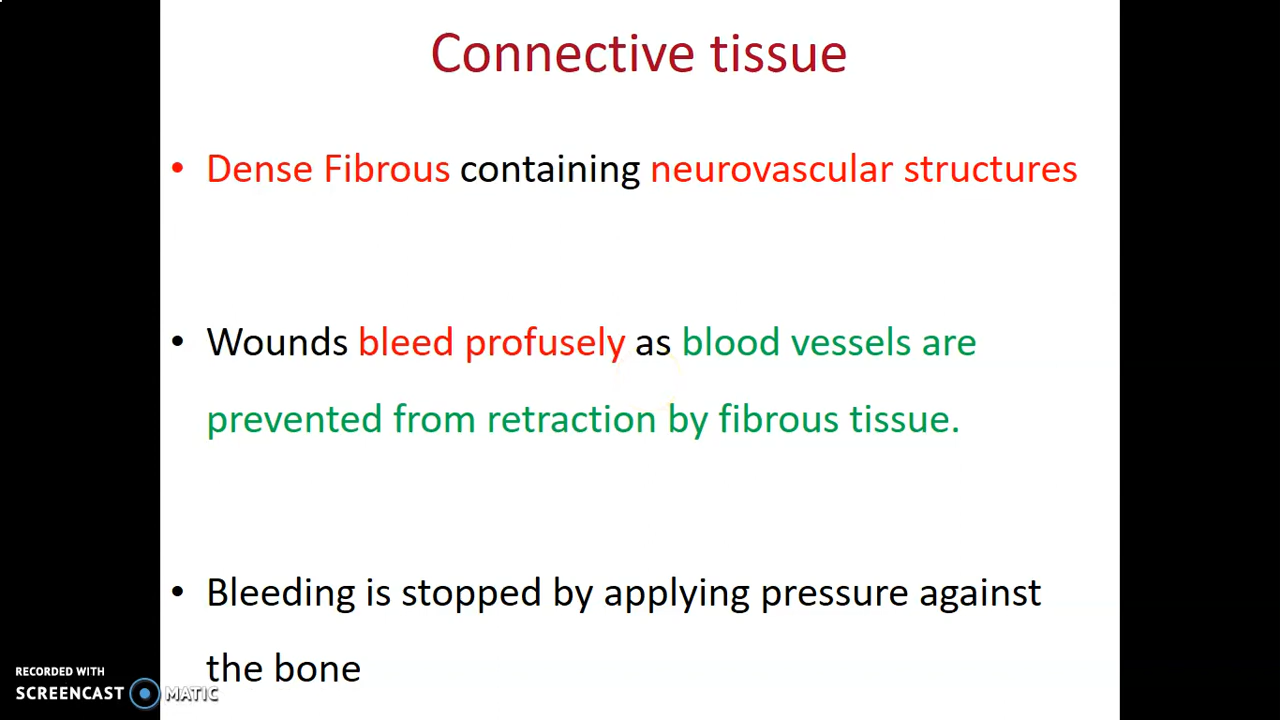 Connective tissue
• Dense Fibrous containing neurovascular structures
• Wounds bleed profusely as blood vessels are
prevented from retraction by fibrous tissue.
• Bleeding is stopped by applying pressure against
the bone
RECORDED WITH
SCREENCAST MATIC